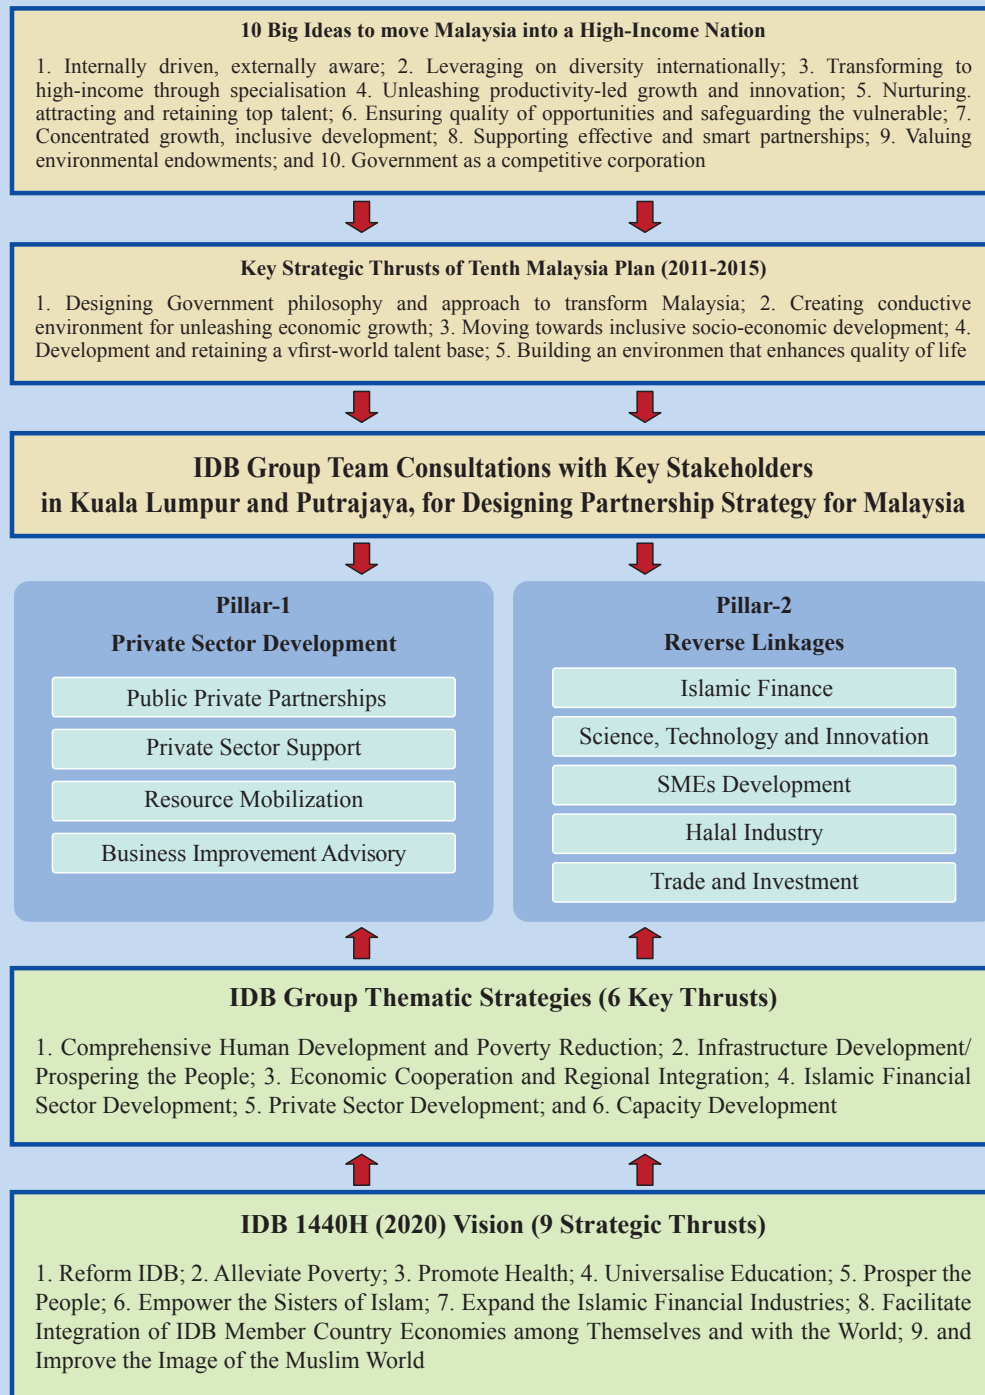 10 Big Ideas to move Malaysia into a High-Income Nation
1. Internally driven, externally aware; 2. Leveraging on diversity internationally; 3. Transforming to
high-income through specialisation 4. Unleashing productivity-led growth and innovation; 5. Nurturing.
attracting and retaining top talent; 6. Ensuring quality of opportunities and safeguarding the vulnerable; 7.
Concentrated growth, inclusive development; 8. Supporting effective and smart partnerships; 9. Valuing
environmental endowments; and 10. Government as a competitive corporation
Key Strategic Thrusts of Tenth Malaysia Plan (2011-2015)
1. Designing Government philosophy and approach to transform Malaysia; 2. Creating conductive
environment for unleashing economic growth; 3. Moving towards inclusive socio-economic development; 4.
Development and retaining a vfirst-world talent base; 5. Building an environmen that enhances quality of life
IDB Group Team Consultations with Key Stakeholders
in Kuala Lumpur and Putrajaya, for Designing Partnership Strategy for Malaysia
Pillar-1
Private Sector Development
Public Private Partnerships
Private Sector Support
Resource Mobilization
Business Improvement Advisory
Pillar-2
Reverse Linkages
Islamic Finance
Science, Technology and Innovation
SMEs Development
Halal Industry
Trade and Investment
IDB Group Thematic Strategies (6 Key Thrusts)
1. Comprehensive Human Development and Poverty Reduction; 2. Infrastructure Development/
Prospering the People; 3. Economic Cooperation and Regional Integration; 4. Islamic Financial
Sector Development; 5. Private Sector Development; and 6. Capacity Development
IDB 1440H (2020) Vision (9 Strategic Thrusts)
1. Reform IDB; 2. Alleviate Poverty; 3. Promote Health; 4. Universalise Education; 5. Prosper the
People; 6. Empower the Sisters of Islam; 7. Expand the Islamic Financial Industries; 8. Facilitate
Integration of IDB Member Country Economies among Themselves and with the World; 9. and
Improve the Image of the Muslim World